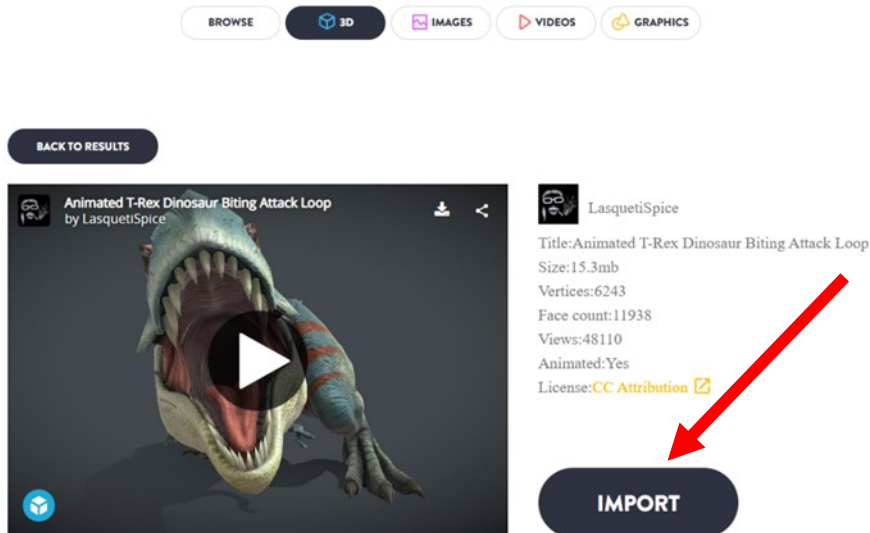 BROWSE
3D
IMAGES
VIDEOS
GRAPHICS
BACK TO RESULTS
Animated T-Rex Dinosaur Biting Attack Loop
by LasquetiSpice
LasquetiSpice
Title:Animated T-Rex Dinosaur Biting Attack Loop
Size:15.3mb
Vertices:6243
Face count:11938
Views:48110
Animated:Yes
License:CC Attribution
IMPORT